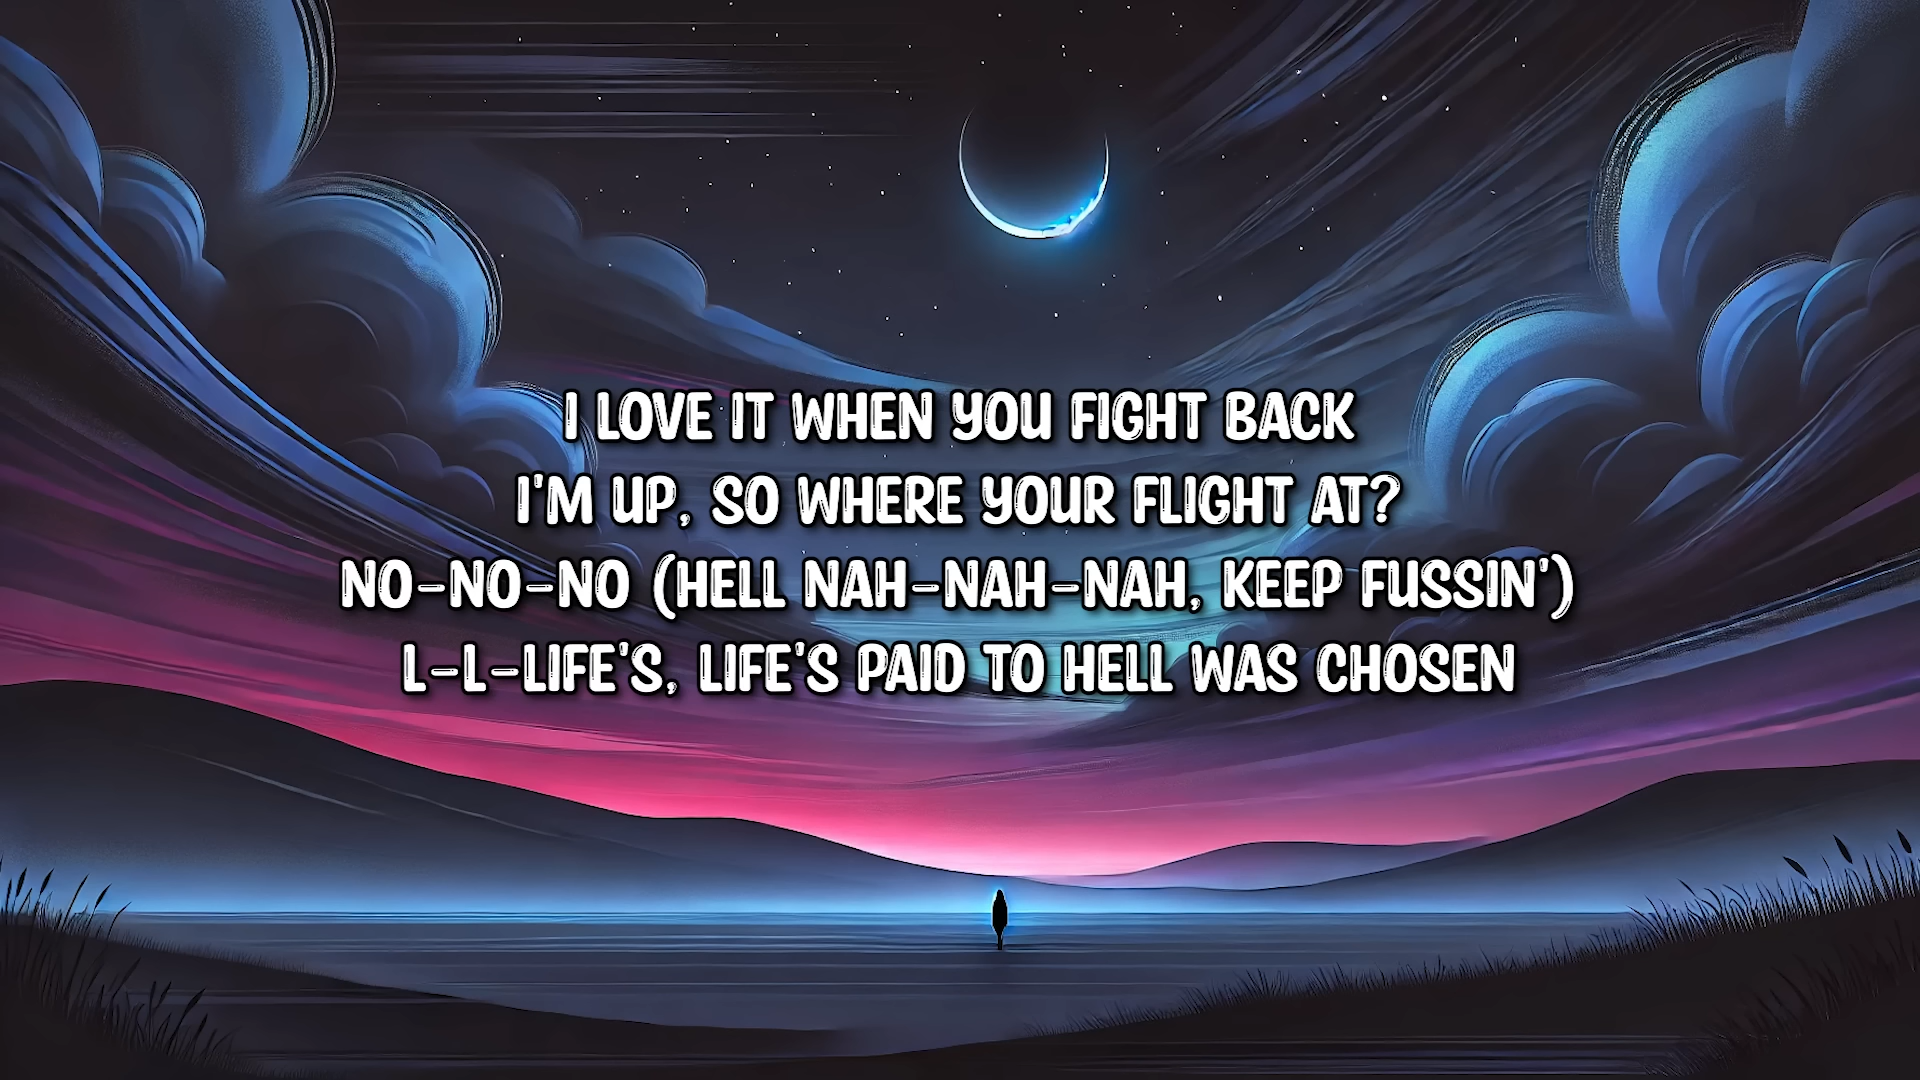 I LOVE IT WHEN YOU FIGHT BACK
I'M UP, SO WHERE YOUR FLIGHT AT?
NO-NO-NO (HELL NAH-NAH-NAH, KEEP FUSSIN')
L-L-LIFE'S, LIFE'S PAID TO HELL WAS CHOSEN